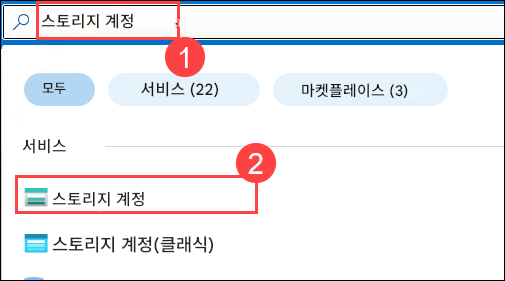 스토리지 계정
1
모두
서비스 (22)
마켓플레이스 (3)
서비스
2
스토리지 계정
스토리지 계정(클래식)